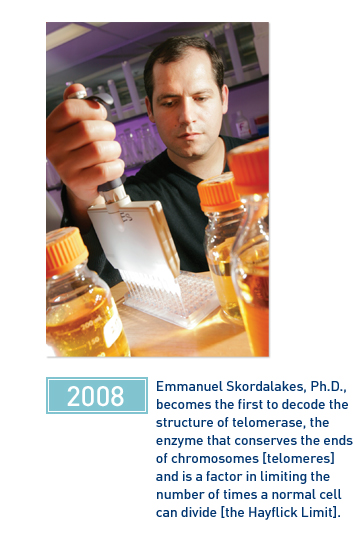 2008
Emmanuel Skordalakes, Ph.D.,
becomes the first to decode the
structure of telomerase, the
enzyme that conserves the ends
of chromosomes [telomeres]
and is a factor in limiting the
number of times a normal cell
can divide [the Hayflick Limit].